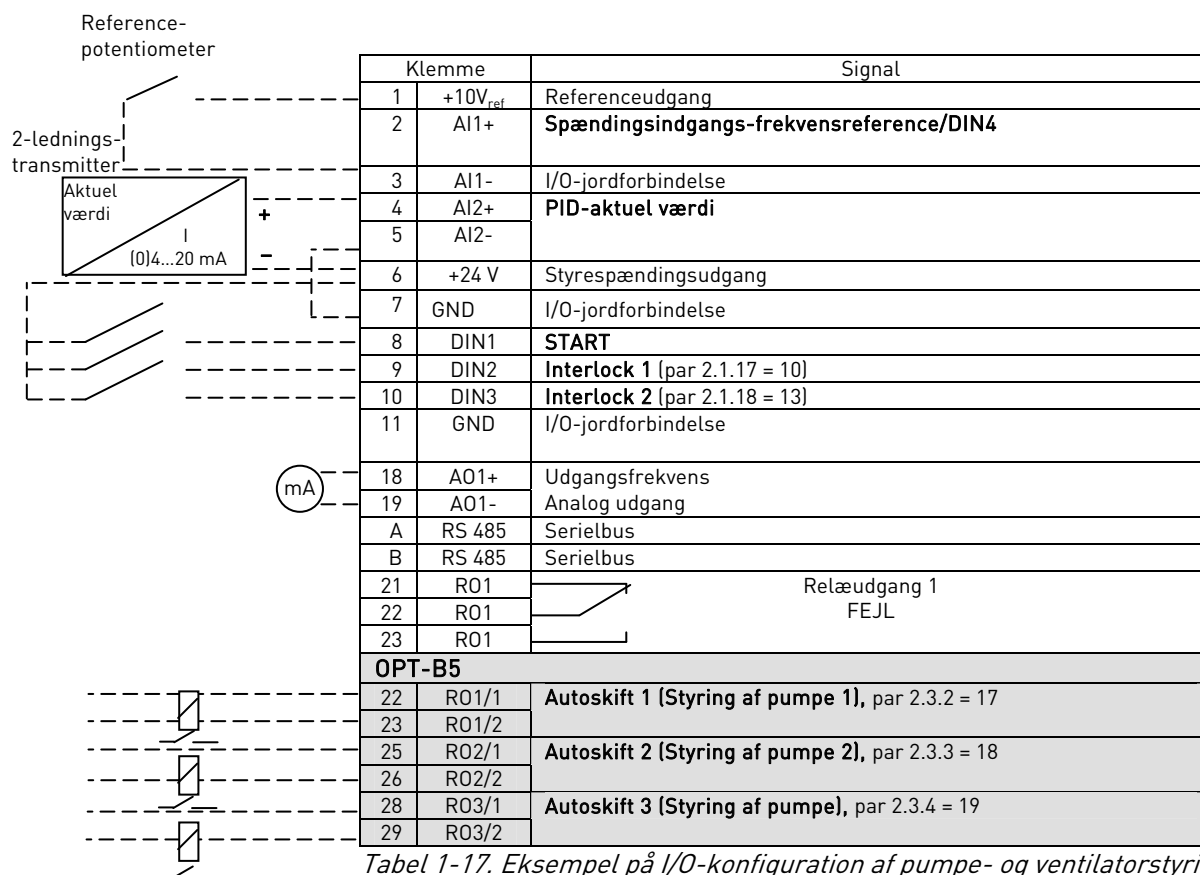 Reference-
potentiometer
2-lednings-
transmitter
Aktuel
værdi
I
(0)4...20 mA
+
−
mA
Klemme Signal
1 +10Vref Referenceudgang
2 AI1+ Spændingsindgangs-frekvensreference/DIN4
3 AI1- I/O-jordforbindelse
4 AI2+ PID-aktuel værdi
5 AI2-
6 +24 V Styrespændingsudgang
7 GND I/O-jordforbindelse
8 DIN1 START
9 DIN2 Interlock 1 (par 2.1.17 = 10)
10 DIN3 Interlock 2 (par 2.1.18 = 13)
11 GND I/O-jordforbindelse
18 AO1+ Udgangsfrekvens
19 AO1- Analog udgang
A RS 485 Serielbus
B RS 485 Serielbus
21 RO1 Relæudgang 1
22 RO1 FEJL
23 RO1
OPT-B5
22 RO1/1 Autoskift 1 (Styring af pumpe 1), par 2.3.2 = 17
23 RO1/2
25 RO2/1 Autoskift 2 (Styring af pumpe 2), par 2.3.3 = 18
26 RO2/2
28 RO3/1 Autoskift 3 (Styring af pumpe), par 2.3.4 = 19
29 RO3/2
Tabel 1-17. Eksempel på I/O-konfiguration af pumpe- og ventilatorstyri